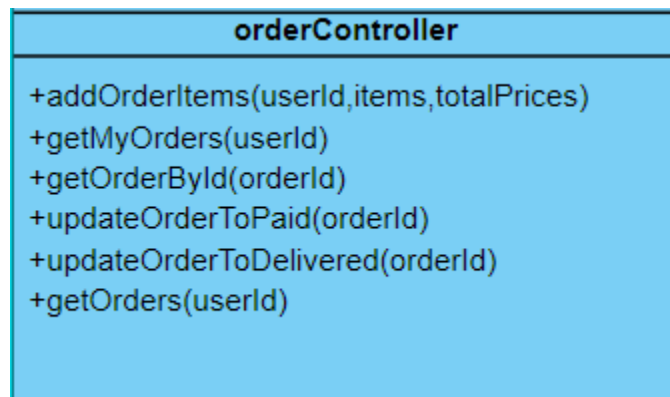 orderController
+addOrderItems(userId,items,totalPrices)
+getMyOrders(userId)
+getOrderById(orderId)
+updateOrderToPaid(orderId)
+updateOrderToDelivered(orderId)
+getOrders(userId)